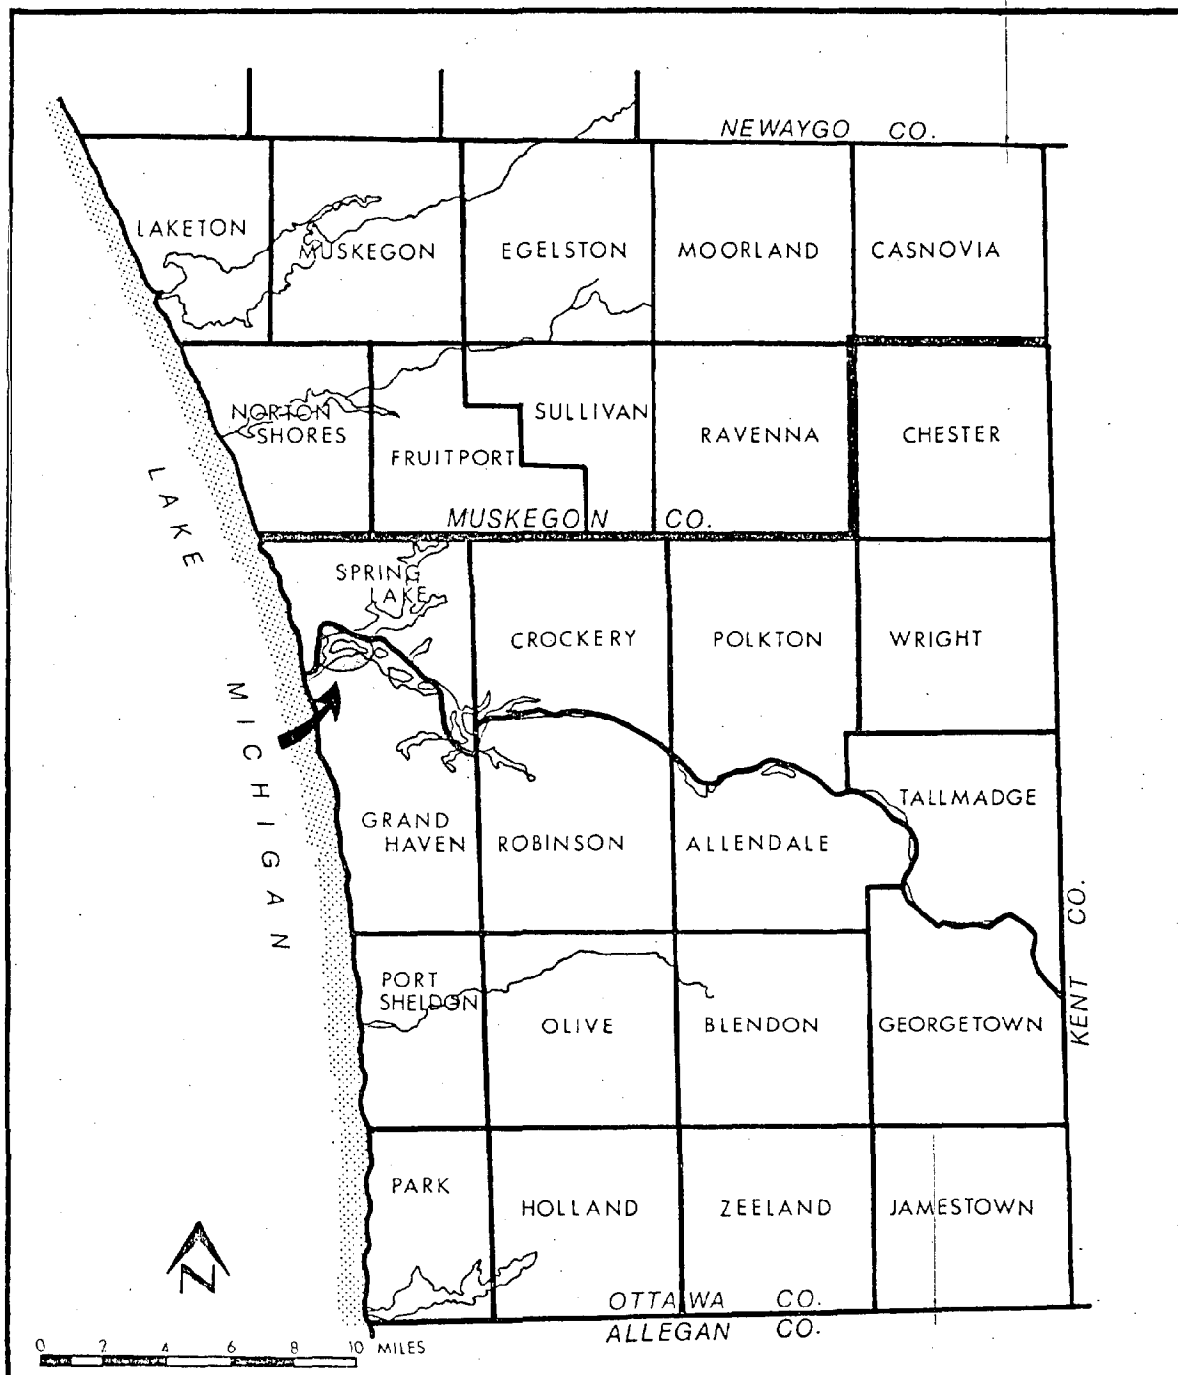 NEWAYGO CO.
LAKETON
MUSKEGON
EGELSTON
MOORLAND
CASNOVIA
NORTON
SHORES
FRUITPORT
SULLIVAN
RAVENNA
CHESTER
MUSKEGON CO.
LAKE MICHIGAN
SPRING
LAKE
CROCKERY
POLKTON
WRIGHT
GRAND
HAVEN
ROBINSON
ALLENDALE
TALLMADGE
KENT CO.
PORT
SHELDON
OLIVE
BLENDON
GEORGETOWN
PARK
HOLLAND
ZEELAND
JAMESTOWN
N
OTTAWA CO.
ALLEGAN CO.
0 2 4 6 8 10 MILES